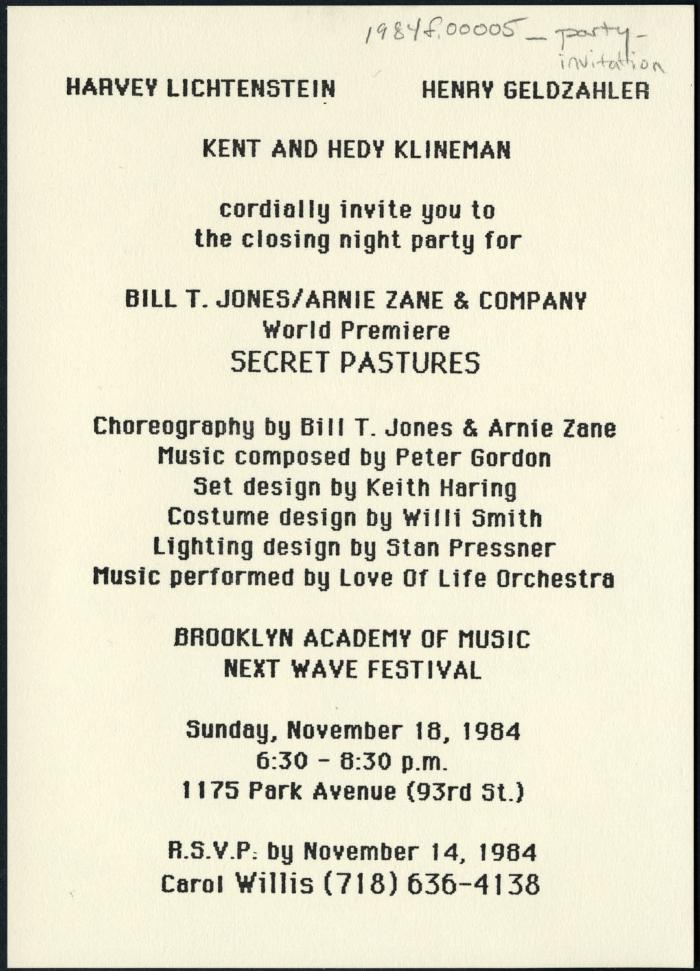 1984f.00005_party-
invitation
HARVEY LICHTENSTEIN HENRY GELDZAHLER
KENT AND HEDY KLINEMAN
cordially invite you to
the closing night party for
BILL T. JONES/ARNIE ZANE & COMPANY
World Premiere
SECRET PASTURES
Choreography by Bill T. Jones & Arnie Zane
Music composed by Peter Gordon
Set design by Keith Haring
Costume design by Willi Smith
Lighting design by Stan Pressner
Music performed by Love Of Life Orchestra
BROOKLYN ACADEMY OF MUSIC
NEXT WAVE FESTIVAL
Sunday, November 18, 1984
6:30 - 8:30 p.m.
1175 Park Avenue (93rd St.)
R.S.V.P. by November 14, 1984
Carol Willis (718) 636-4138